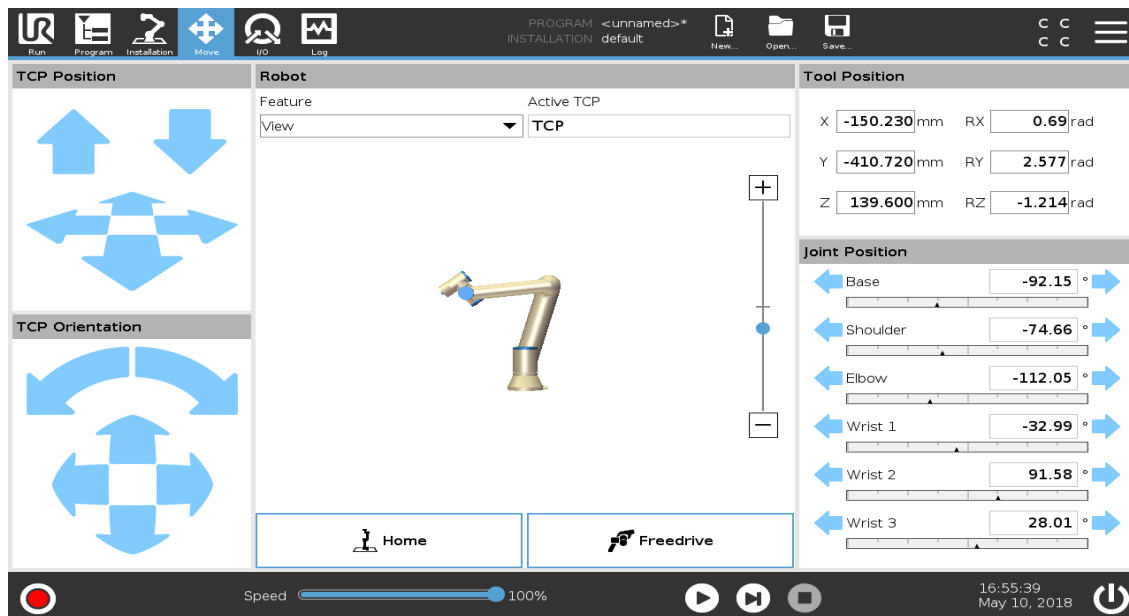 PROGRAM <unnamed>*
INSTALLATION default
C C
C C
UR
Run
Program
Installation
Move
I/O
Log
New...
Open...
Save...
TCP Position
Robot
Tool Position
Feature
Active TCP
View
TCP
X -150.230 mm RX 0.69 rad
Y -410.720 mm RY 2.577 rad
Z 139.600 mm RZ -1.214 rad
Joint Position
Base -92.15 °
Shoulder -74.66 °
Elbow -112.05 °
Wrist 1 -32.99 °
Wrist 2 91.58 °
Wrist 3 28.01 °
TCP Orientation
Home
Freedrive
Speed 100%
16:55:39
May 10, 2018